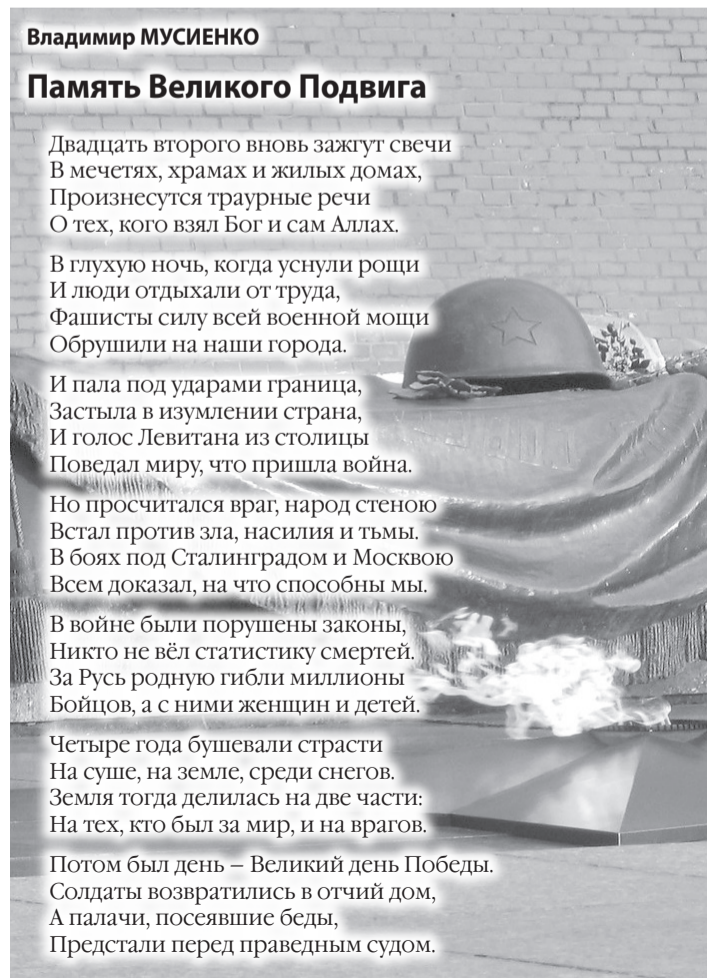 Владимир МУСИЕНКО
Память Великого Подвига
Двадцать второго вновь зажгут свечи
В мечетях, храмах и жилых домах,
Произнесутся траурные речи
О тех, кого взял Бог и сам Аллах.
В глухую ночь, когда уснули рощи
И люди отдыхали от труда,
Фашисты силу всей военной мощи
Обрушили на наши города.
И пала под ударами граница,
Застыла в изумлении страна,
И голос Левитана из столицы
Поведал миру, что пришла война.
Но просчитался враг, народ стеною
Встал против зла, насилия и тьмы.
В боях под Сталинградом и Москвою
Всем доказал, на что способны мы.
В войне были порушены законы,
Никто не вёл статистику смертей.
За Русь родную гибли миллионы
Бойцов, а с ними женщин и детей.
Четыре года бушевали страсти
На суше, на земле, среди снегов.
Земля тогда делилась на две части:
На тех, кто был за мир, и на врагов.
Потом был день – Великий день Победы.
Солдаты возвратились в отчий дом,
А палачи, посеявшие беды,
Предстали перед праведным судом.